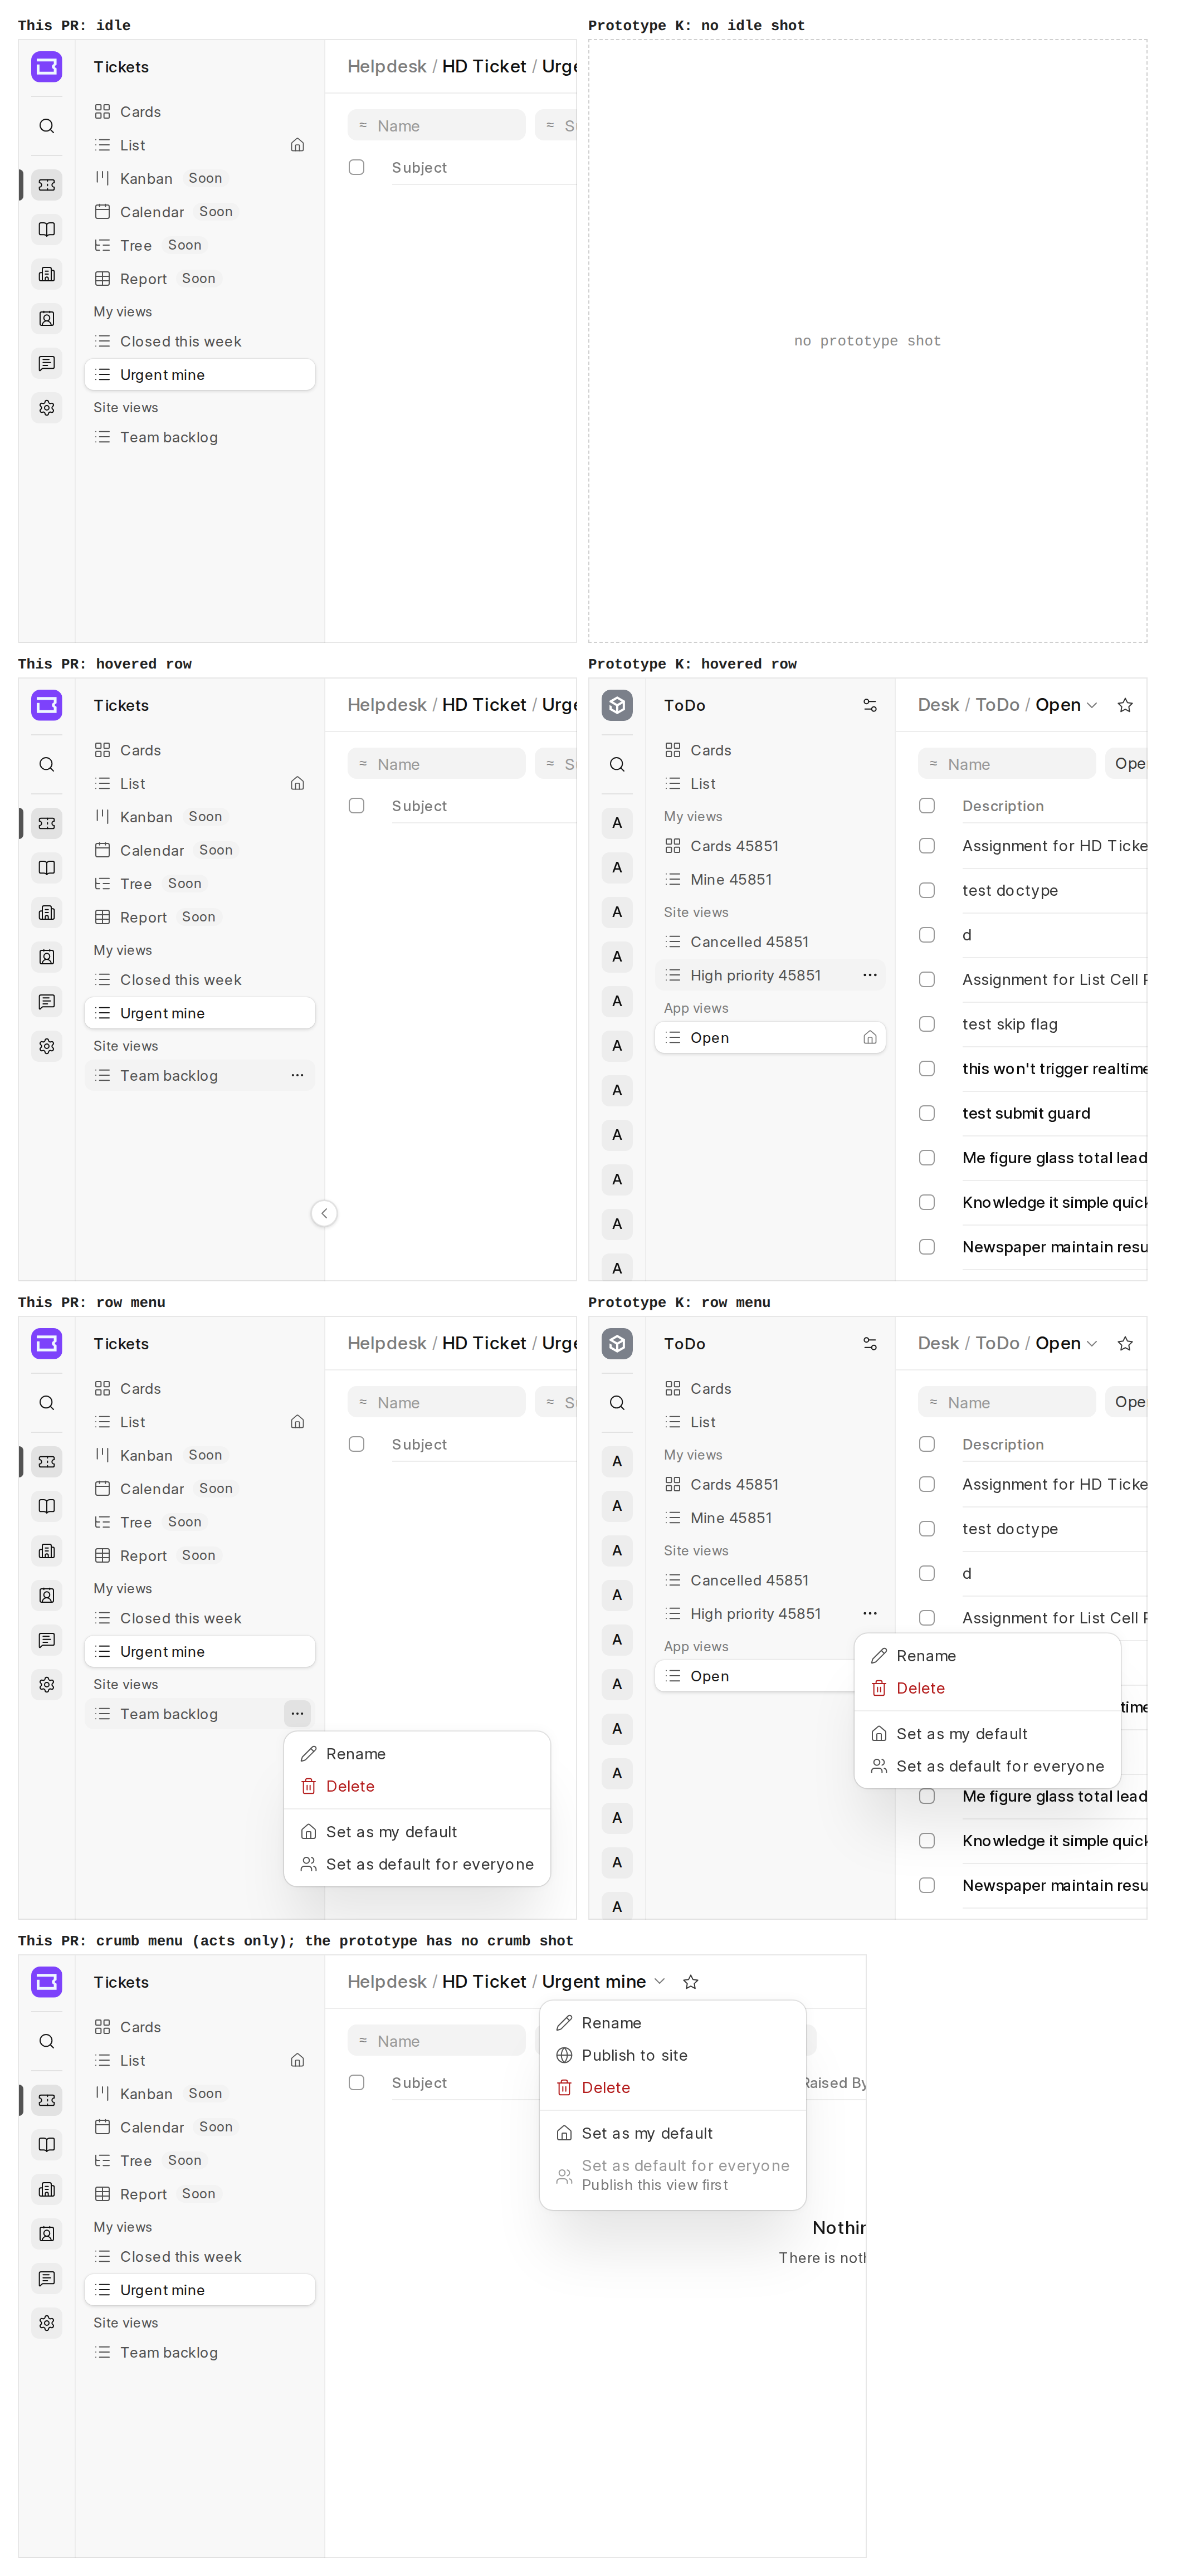 This PR: idle
Tickets
Helpdesk / HD Ticket / Urge
Cards
≈ Name
List
Subject
Kanban Soon
Calendar Soon
Tree Soon
Report Soon
My views
Closed this week
Urgent mine
Site views
Team backlog
Prototype K: no idle shot
no prototype shot
This PR: hovered row
Tickets
Helpdesk / HD Ticket / Urge
Cards
≈ Name
List
Subject
Kanban Soon
Calendar Soon
Tree Soon
Report Soon
My views
Closed this week
Urgent mine
Site views
Team backlog
Prototype K: hovered row
ToDo
Desk / ToDo / Open
Cards
≈ Name
Ope
List
Description
My views
A
Cards 45851
Assignment for HD Ticke
Mine 45851
A
test doctype
Site views
A
Cancelled 45851
d
High priority 45851
A
Assignment for List Cell F
App views
A
test skip flag
Open
A
this won't trigger realtime
A
test submit guard
A
Me figure glass total lead
A
Knowledge it simple quick
A
Newspaper maintain resu
A
This PR: row menu
Tickets
Helpdesk / HD Ticket / Urge
Cards
≈ Name
List
Subject
Kanban Soon
Calendar Soon
Tree Soon
Report Soon
My views
Closed this week
Urgent mine
Site views
Team backlog
Rename
Delete
Set as my default
Set as default for everyone
Prototype K: row menu
ToDo
Desk / ToDo / Open
Cards
≈ Name
Ope
List
Description
My views
A
Cards 45851
Assignment for HD Ticke
Mine 45851
A
test doctype
Site views
A
Cancelled 45851
d
High priority 45851
A
Assignment for List Cell F
App views
A
Open
Rename
Delete
Set as my default
Set as default for everyone
A
time
A
A
Me figure glass total lead
A
Knowledge it simple quick
A
Newspaper maintain resu
A
This PR: crumb menu (acts only); the prototype has no crumb shot
Tickets
Helpdesk / HD Ticket / Urgent mine
Cards
≈ Name
List
Subject
Raised By
Kanban Soon
Calendar Soon
Tree Soon
Report Soon
My views
Closed this week
Urgent mine
Site views
Team backlog
Rename
Publish to site
Delete
Set as my default
Set as default for everyone
Publish this view first
Nothin
There is noth